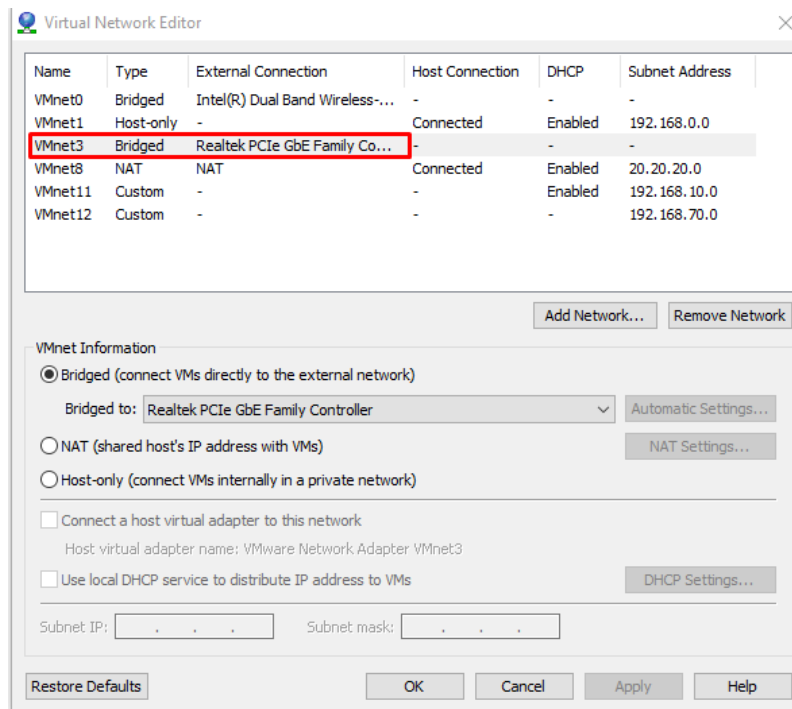 Virtual Network Editor
Name Type External Connection Host Connection DHCP Subnet Address
VMnet0 Bridged Intel(R) Dual Band Wireless-... - - -
VMnet1 Host-only - Connected Enabled 192.168.0.0
VMnet3 Bridged Realtek PCIe GbE Family Co... - - -
VMnet8 NAT NAT Connected Enabled 20.20.20.0
VMnet11 Custom - - Enabled 192.168.10.0
VMnet12 Custom - - - 192.168.70.0
Add Network... Remove Network
VMnet Information
Bridged (connect VMs directly to the external network)
Bridged to: Realtek PCIe GbE Family Controller Automatic Settings...
NAT (shared host's IP address with VMs) NAT Settings...
Host-only (connect VMs internally in a private network)
Connect a host virtual adapter to this network
Host virtual adapter name: VMware Network Adapter VMnet3
Use local DHCP service to distribute IP address to VMs DHCP Settings...
Subnet IP: . . . Subnet mask: . . .
Restore Defaults OK Cancel Apply Help